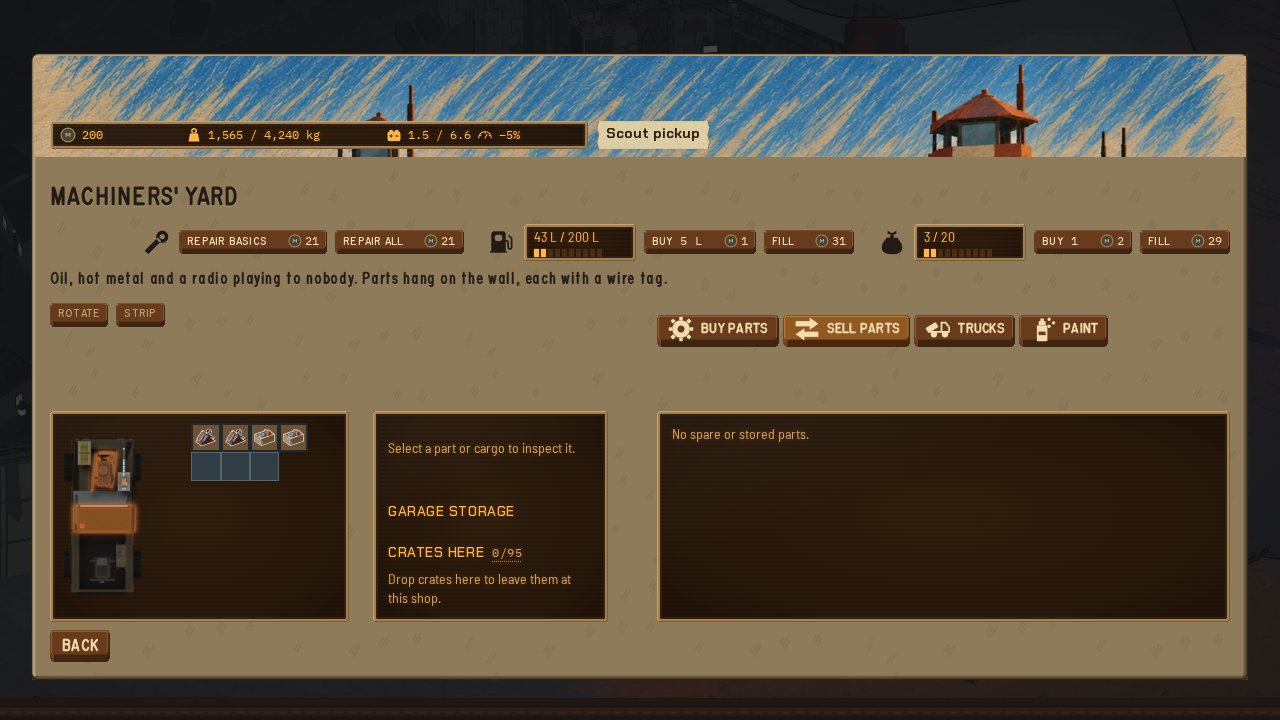 M 200 1,565 / 4,240 kg 1.5 / 6.6 −5% Scout pickup
MACHINERS' YARD
REPAIR BASICS M 21 REPAIR ALL M 21 43 L / 200 L BUY 5 L M 1 FILL M 31 3 / 20 BUY 1 M 2 FILL M 29
Oil, hot metal and a radio playing to nobody. Parts hang on the wall, each with a wire tag.
ROTATE STRIP
BUY PARTS SELL PARTS TRUCKS PAINT
Select a part or cargo to inspect it.
GARAGE STORAGE
CRATES HERE 0/95
Drop crates here to leave them at
this shop.
No spare or stored parts.
BACK